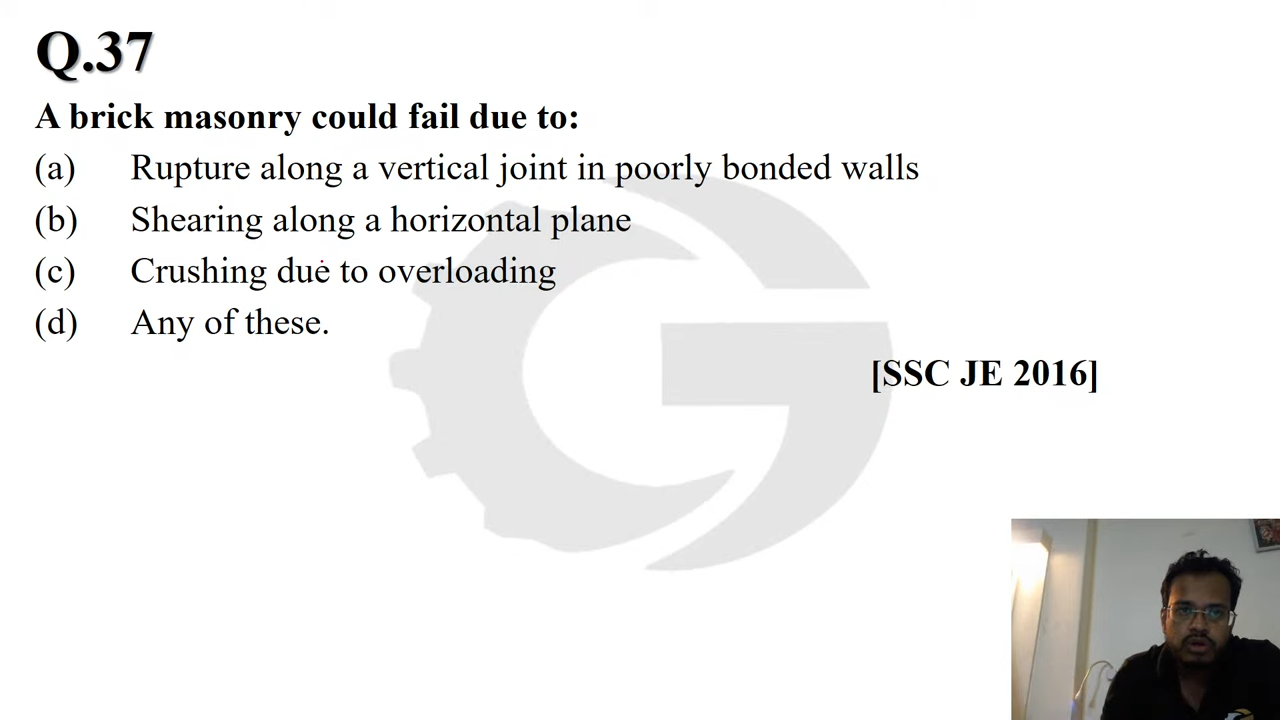 Q.37
A brick masonry could fail due to:
(a) Rupture along a vertical joint in poorly bonded walls
(b) Shearing along a horizontal plane
(c) Crushing due to overloading
(d) Any of these.
[SSC JE 2016]